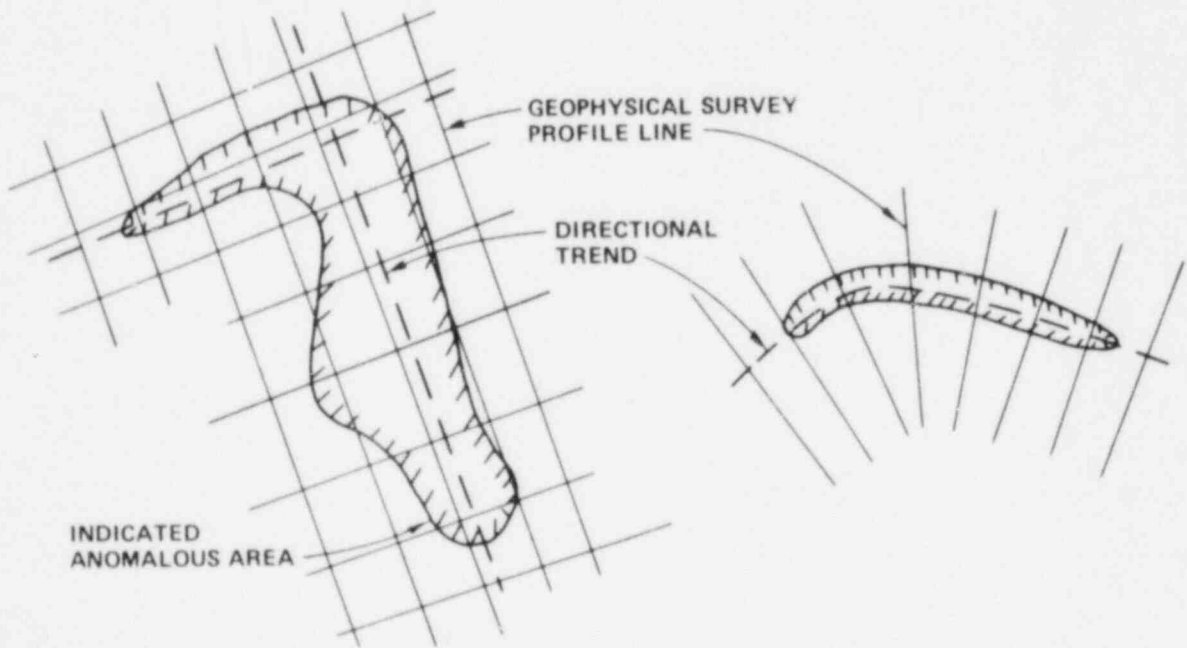 GEOPHYSICAL SURVEY
PROFILE LINE
DIRECTIONAL
TREND
INDICATED
ANOMALOUS AREA